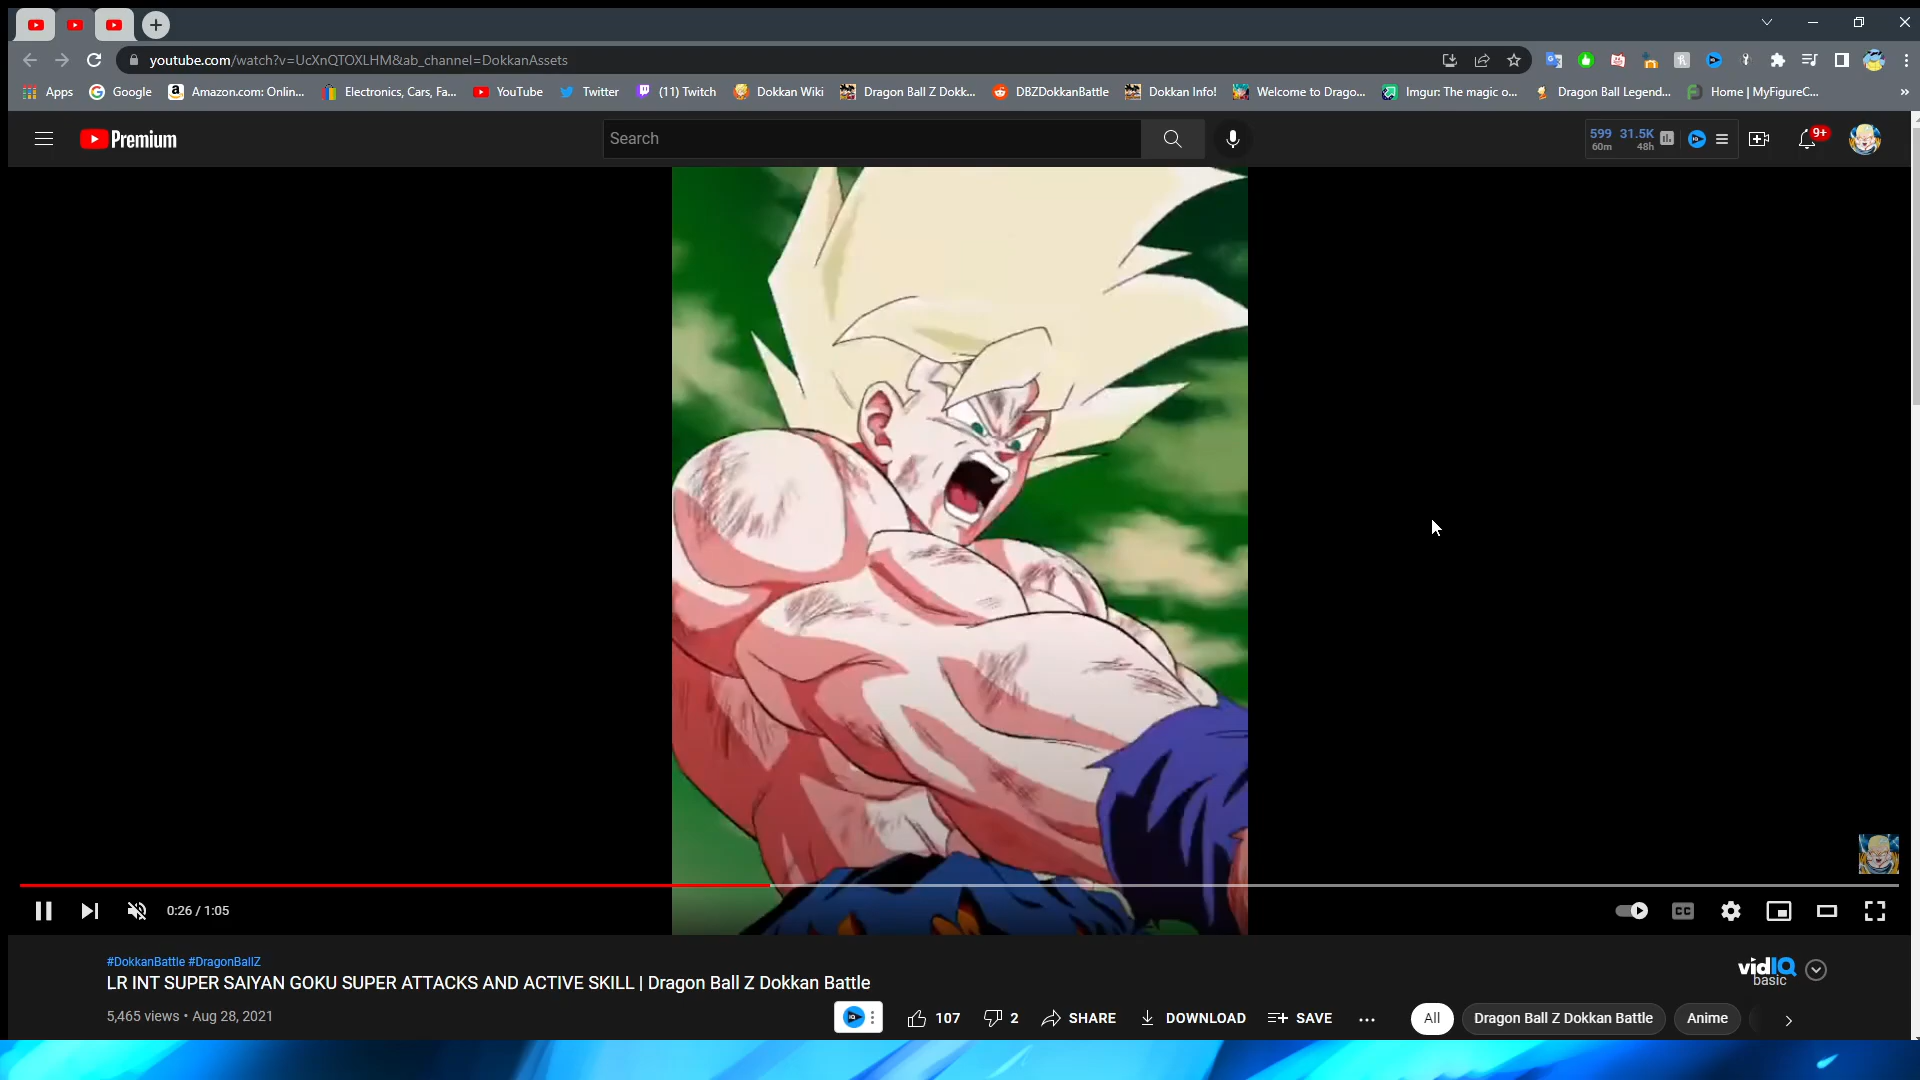 youtube.com/watch?v=UcXnQTOXLHM&ab_channel=DokkanAssets
Apps Google Amazon.com: Onlin... Electronics, Cars, Fa... YouTube Twitter (11) Twitch Dokkan Wiki Dragon Ball Z Dokk... DBZDokkanBattle Dokkan Info! Welcome to Drago... Imgur: The magic o... Dragon Ball Legend... Home | MyFigureC... »
Premium Search 599 31.5K 9+
60m 48h
CC
0:26 / 1:05
#DokkanBattle #DragonBallZ
LR INT SUPER SAIYAN GOKU SUPER ATTACKS AND ACTIVE SKILL | Dragon Ball Z Dokkan Battle
vidIQ
basic
5,465 views • Aug 28, 2021 107 2 SHARE DOWNLOAD SAVE ... All Dragon Ball Z Dokkan Battle Anime